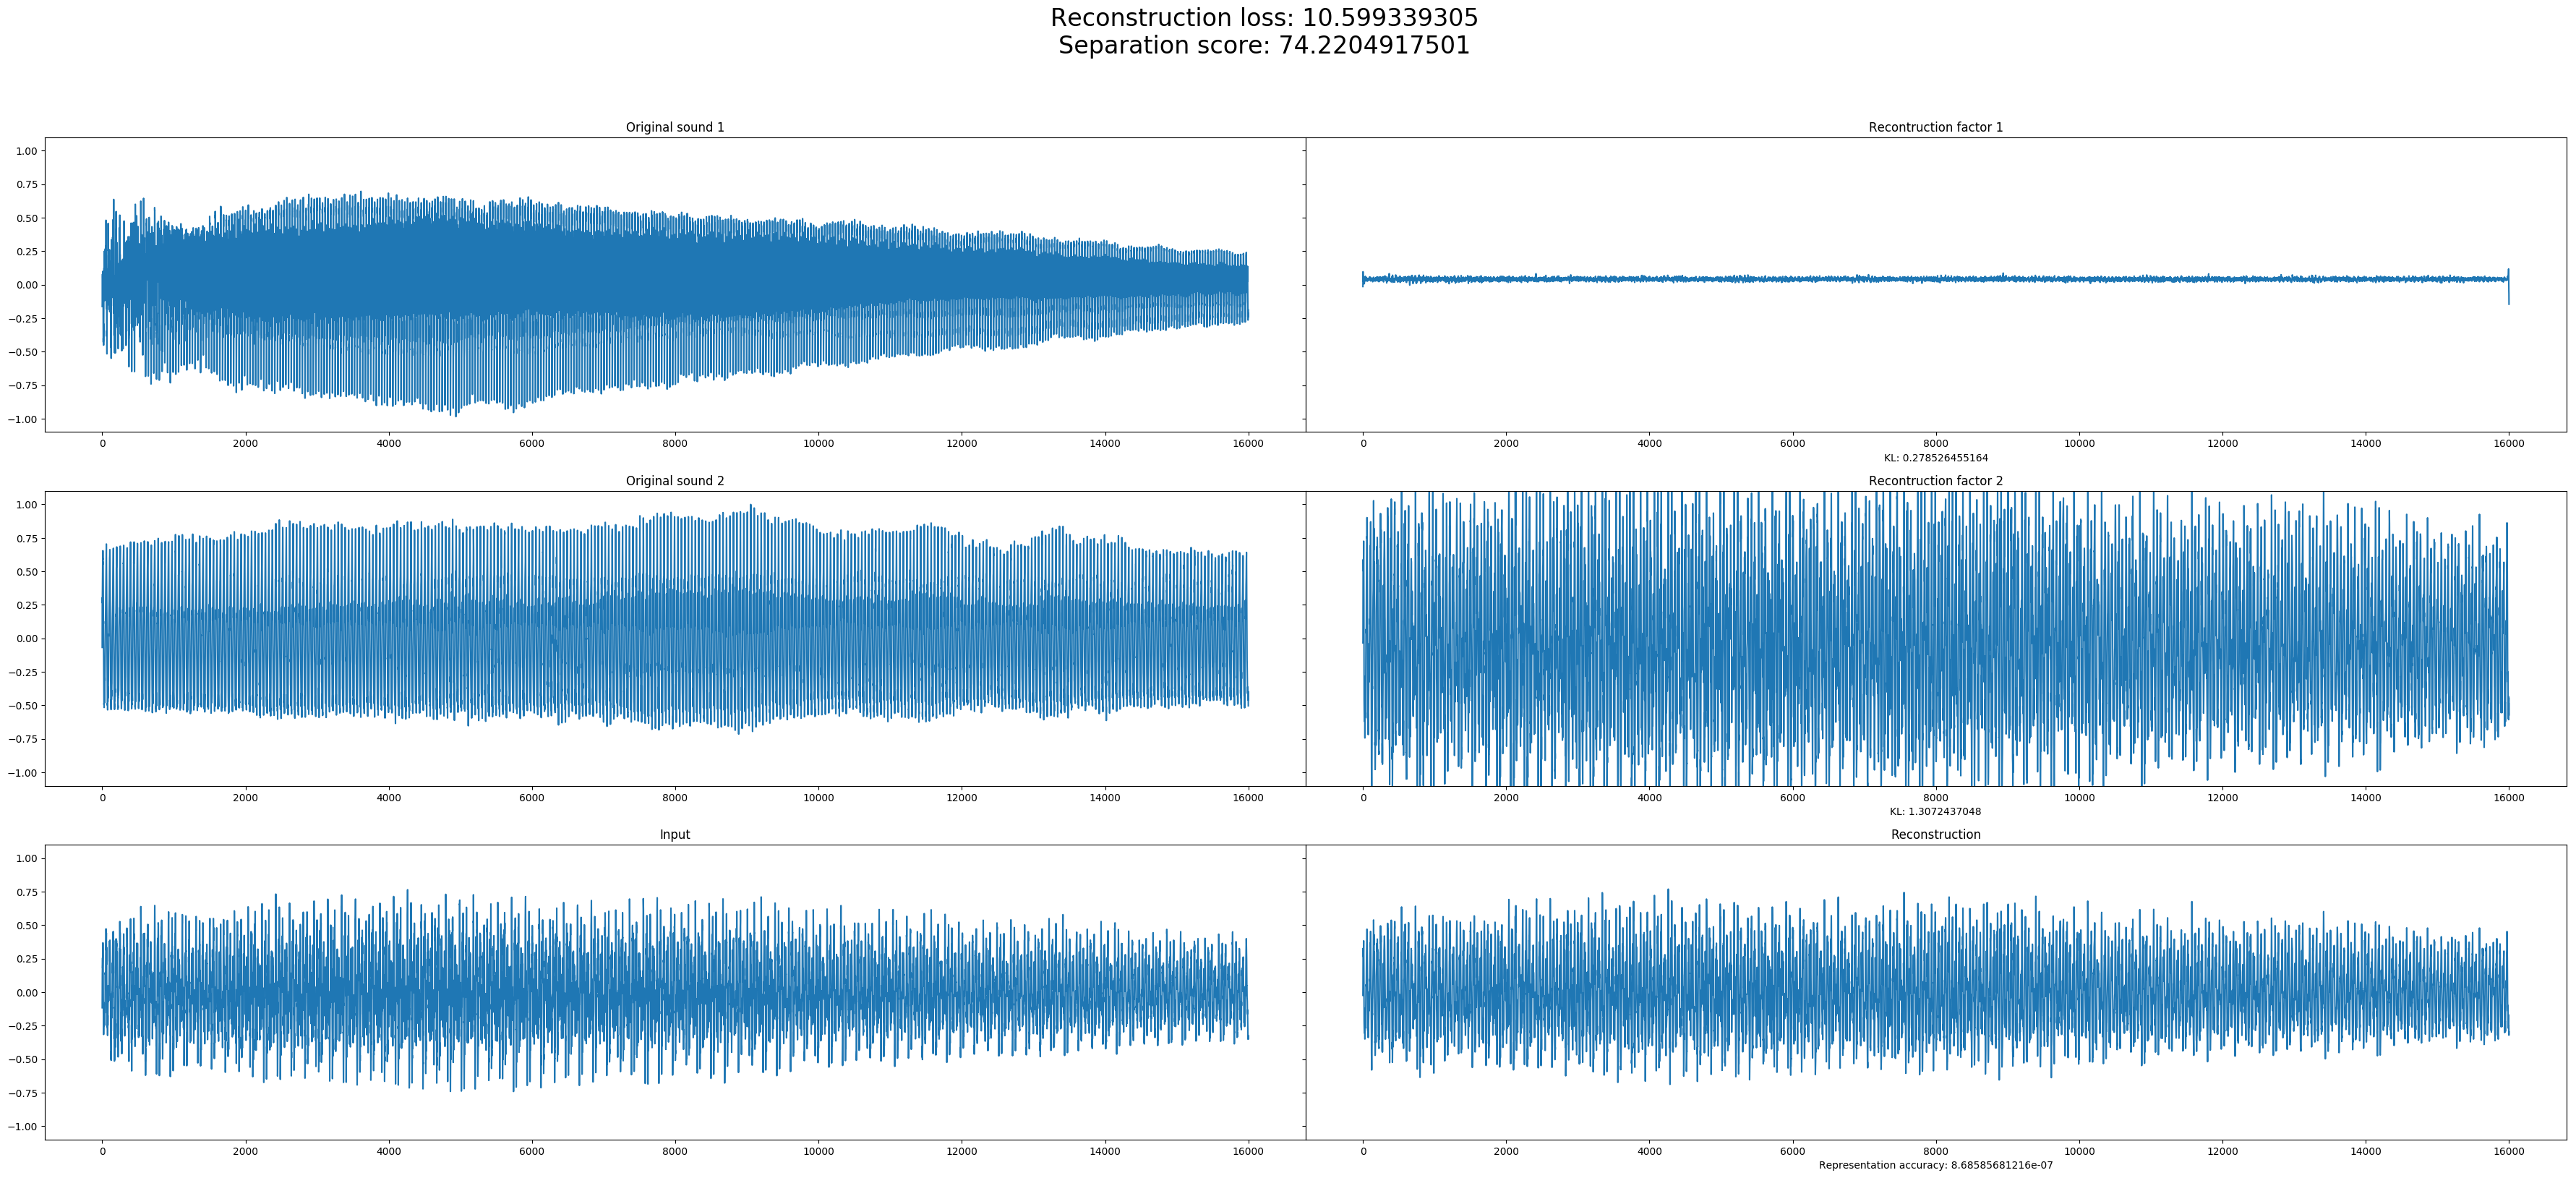 Reconstruction loss: 10.599339305
Separation score: 74.2204917501
Original sound 1
1.00
0.75
0.50
0.25
0.00
−0.25
−0.50
−0.75
−1.00
0 2000 4000 6000 8000 10000 12000 14000 16000
Recontruction factor 1
0 2000 4000 6000 8000 10000 12000 14000 16000
KL: 0.278526455164
Original sound 2
1.00
0.75
0.50
0.25
0.00
−0.25
−0.50
−0.75
−1.00
0 2000 4000 6000 8000 10000 12000 14000 16000
Recontruction factor 2
0 2000 4000 6000 8000 10000 12000 14000 16000
KL: 1.3072437048
Input
1.00
0.75
0.50
0.25
0.00
−0.25
−0.50
−0.75
−1.00
0 2000 4000 6000 8000 10000 12000 14000 16000
Reconstruction
0 2000 4000 6000 8000 10000 12000 14000 16000
Representation accuracy: 8.68585681216e-07